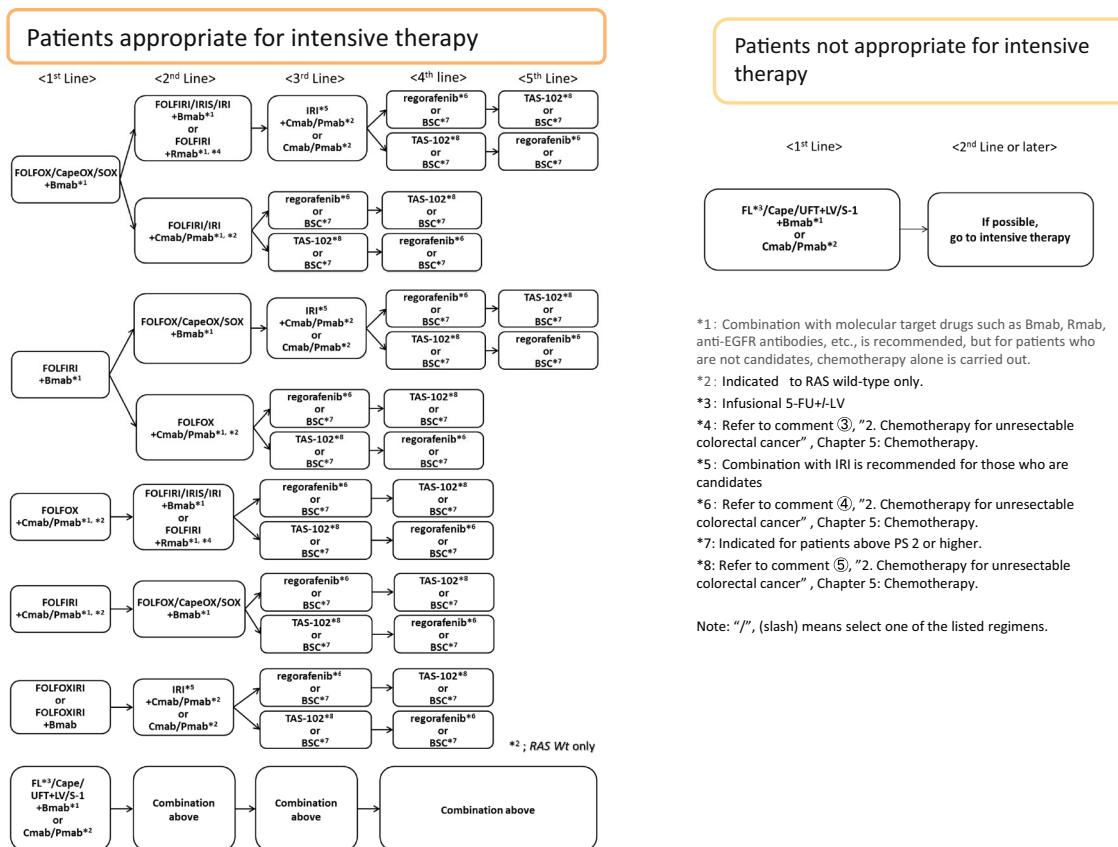 Patients appropriate for intensive therapy
<1st Line>
<2nd Line>
<3rd Line>
<4th line>
<5th Line>
FOLFOX/CapeOX/SOX
+Bmab*1
FOLFIRI/IRIS/IRI
+Bmab*1
or
FOLFIRI
+Rmab*1, *4
IRI*5
+Cmab/Pmab*2
or
Cmab/Pmab*2
regorafenib*6
or
BSC*7
TAS-102*8
or
BSC*7
TAS-102*8
or
BSC*7
regorafenib*6
or
BSC*7
FOLFIRI/IRI
+Cmab/Pmab*1, *2
regorafenib*6
or
BSC*7
TAS-102*8
or
BSC*7
TAS-102*8
or
BSC*7
regorafenib*6
or
BSC*7
FOLFIRI
+Bmab*1
FOLFOX/CapeOX/SOX
+Bmab*1
IRI*5
+Cmab/Pmab*2
or
Cmab/Pmab*2
regorafenib*6
or
BSC*7
TAS-102*8
or
BSC*7
TAS-102*8
or
BSC*7
regorafenib*6
or
BSC*7
FOLFOX
+Cmab/Pmab*1, *2
regorafenib*6
or
BSC*7
TAS-102*8
or
BSC*7
TAS-102*8
or
BSC*7
regorafenib*6
or
BSC*7
FOLFOX
+Cmab/Pmab*1, *2
FOLFIRI/IRIS/IRI
+Bmab*1
or
FOLFIRI
+Rmab*1, *4
regorafenib*6
or
BSC*7
TAS-102*8
or
BSC*7
TAS-102*8
or
BSC*7
regorafenib*6
or
BSC*7
FOLFIRI
+Cmab/Pmab*1, *2
FOLFOX/CapeOX/SOX
+Bmab*1
regorafenib*6
or
BSC*7
TAS-102*8
or
BSC*7
TAS-102*8
or
BSC*7
regorafenib*6
or
BSC*7
FOLFOXIRI
or
FOLFOXIRI
+Bmab
IRI*5
+Cmab/Pmab*2
or
Cmab/Pmab*2
regorafenib*6
or
BSC*7
TAS-102*8
or
BSC*7
TAS-102*8
or
BSC*7
regorafenib*6
or
BSC*7
*2 ; RAS Wt only
FL*3/Cape/
UFT+LV/S-1
+Bmab*1
or
Cmab/Pmab*2
Combination
above
Combination
above
Combination above
Patients not appropriate for intensive
therapy
<1st Line>
<2nd Line or later>
FL*3/Cape/UFT+LV/S-1
+Bmab*1
or
Cmab/Pmab*2
If possible,
go to intensive therapy
*1: Combination with molecular target drugs such as Bmab, Rmab,
anti-EGFR antibodies, etc., is recommended, but for patients who
are not candidates, chemotherapy alone is carried out.
*2: Indicated to RAS wild-type only.
*3: Infusional 5-FU+l-LV
*4: Refer to comment ③, ”2. Chemotherapy for unresectable
colorectal cancer” , Chapter 5: Chemotherapy.
*5: Combination with IRI is recommended for those who are
candidates
*6: Refer to comment ④, ”2. Chemotherapy for unresectable
colorectal cancer” , Chapter 5: Chemotherapy.
*7: Indicated for patients above PS 2 or higher.
*8: Refer to comment ⑤, ”2. Chemotherapy for unresectable
colorectal cancer” , Chapter 5: Chemotherapy.
Note: “/”, (slash) means select one of the listed regimens.